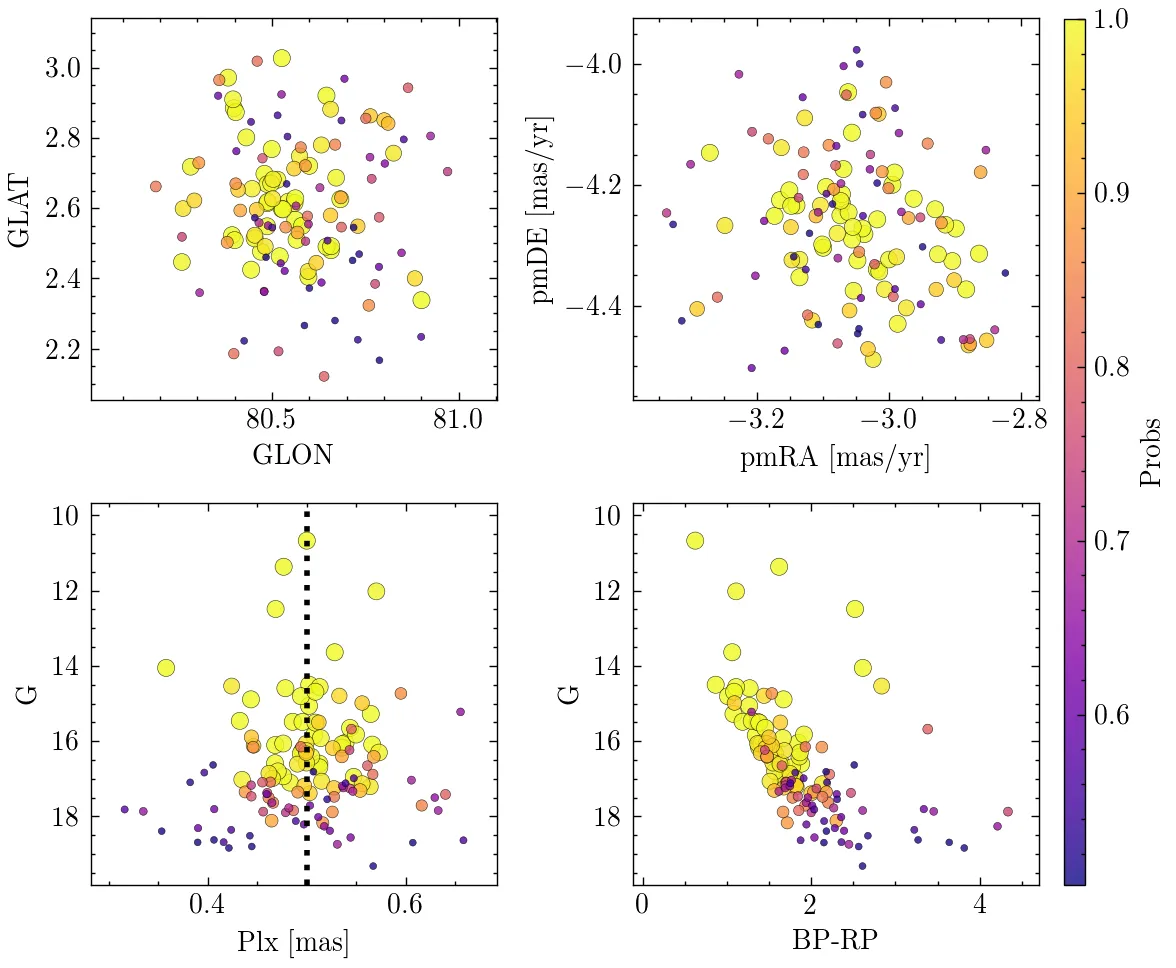 3.0
2.8
2.6
2.4
2.2
GLAT
80.5 81.0
GLON
−4.0
−4.2
−4.4
pmDE [mas/yr]
−3.2 −3.0 −2.8
pmRA [mas/yr]
10
12
14
16
18
G
0.4 0.6
Plx [mas]
10
12
14
16
18
G
0 2 4
BP-RP
1.0
0.9
0.8
0.7
0.6
Probs